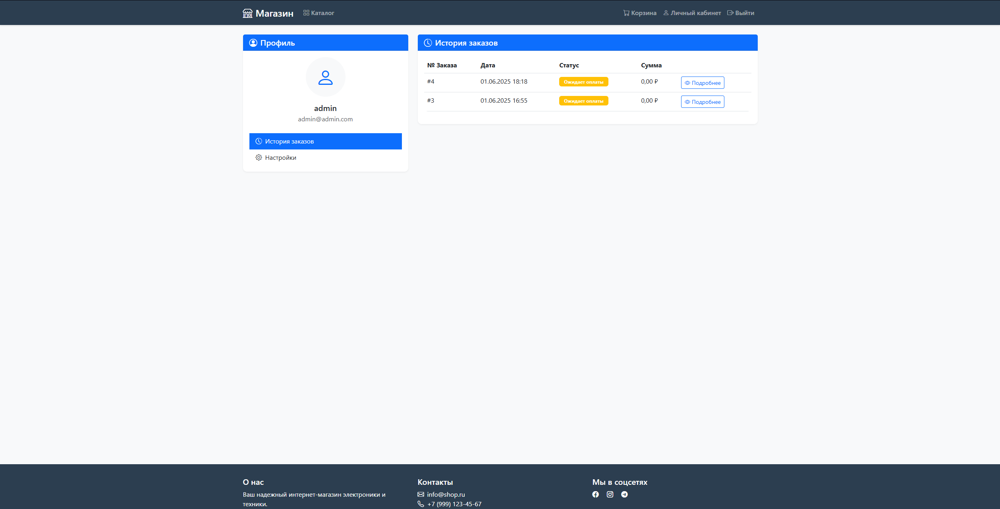 Магазин Каталог Корзина Личный кабинет Выйти
Профиль
admin
admin@admin.com
История заказов
Настройки
История заказов
№ Заказа Дата Статус Сумма
#4 01.06.2025 18:18 Ожидает оплаты 0,00 ₽ Подробнее
#3 01.06.2025 16:55 Ожидает оплаты 0,00 ₽ Подробнее
О нас
Ваш надежный интернет-магазин электроники и
техники.
Контакты
info@shop.ru
+7 (999) 123-45-67
Мы в соцсетях